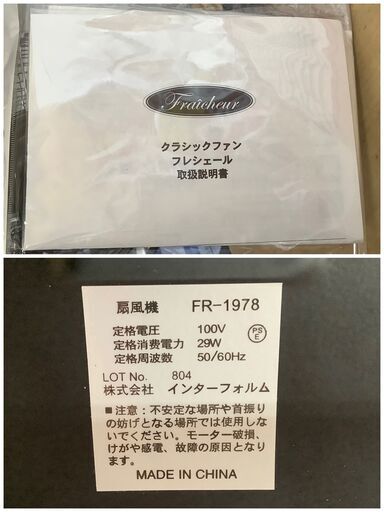 Fraîcheur
クラシックファン
フレシェール
取扱説明書
扇風機 FR-1978
定格電圧 100V
定格消費電力 29W
定格周波数 50/60Hz
PS
E
LOT No. 804
株式会社 インターフォルム
■注意：不安定な場所や首振り
の妨げとなる場所では使用しな
いでください。モーター破損、
けがや感電、故障の原因となり
ます。
MADE IN CHINA